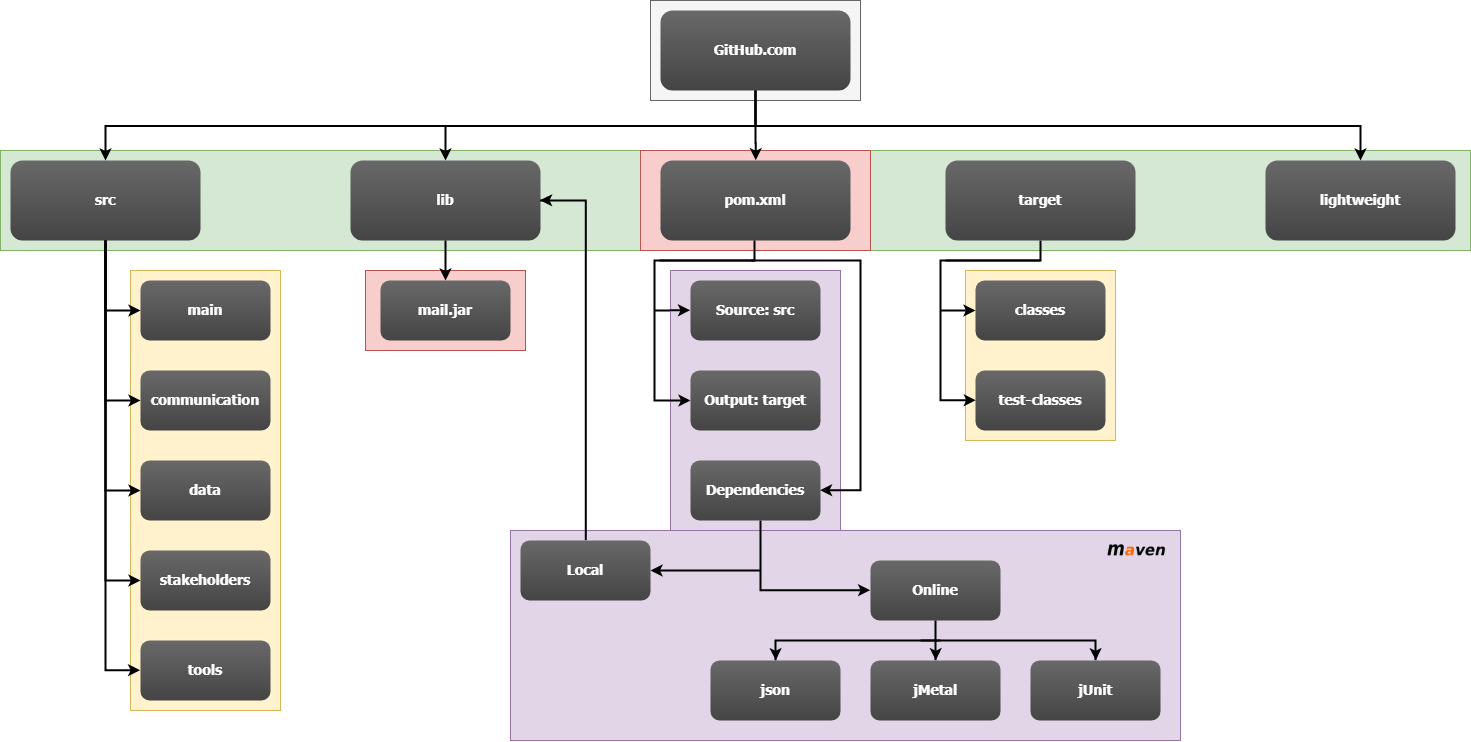 GitHub.com
src
lib
pom.xml
target
lightweight
main
mail.jar
Source: src
classes
communication
Output: target
test-classes
data
Dependencies
maven
stakeholders
Local
Online
tools
json
jMetal
jUnit